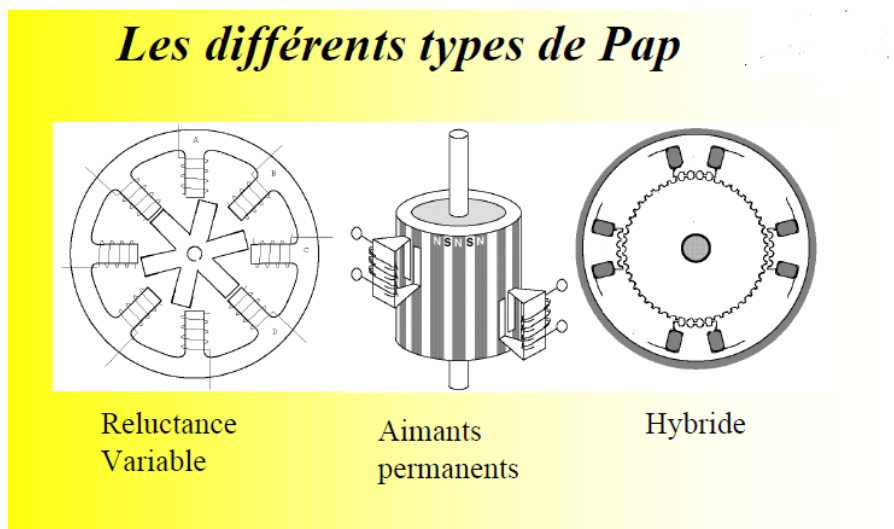 Les différents types de Pap
A
B
C
D
N S N S N
Reluctance
Variable
Aimants
permanents
Hybride